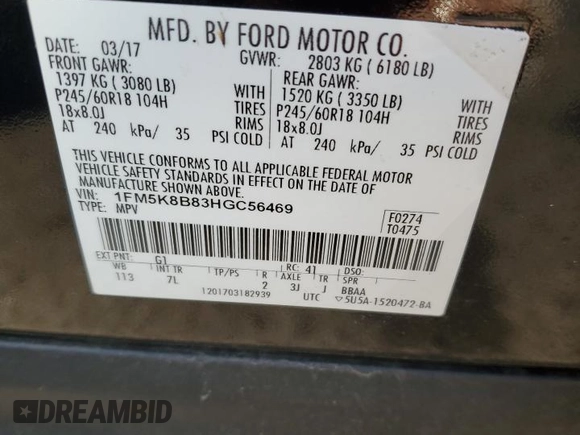 MFD. BY FORD MOTOR CO.
DATE: 03/17 GVWR: 2803 KG ( 6180 LB)
FRONT GAWR: REAR GAWR:
1397 KG ( 3080 LB) WITH 1520 KG ( 3350 LB) WITH
P245/60R18 104H TIRES P245/60R18 104H TIRES
18x8.0J RIMS 18x8.0J RIMS
AT 240 kPa/ 35 PSI COLD AT 240 kPa/ 35 PSI COLD
THIS VEHICLE CONFORMS TO ALL APPLICABLE FEDERAL MOTOR
VEHICLE SAFETY STANDARDS IN EFFECT ON THE DATE OF
MANUFACTURE SHOWN ABOVE.
VIN: 1FM5K8B83HGC56469 F0274
TYPE: MPV T0475
EXT PNT: G1 RC: 41 DSO:
WB INT TR TP/PS R AXLE TR SPR
113 7L 2 3J J BBAA
1201703182939 UTC ▽5U5A-1520472-BA
DREAMBID